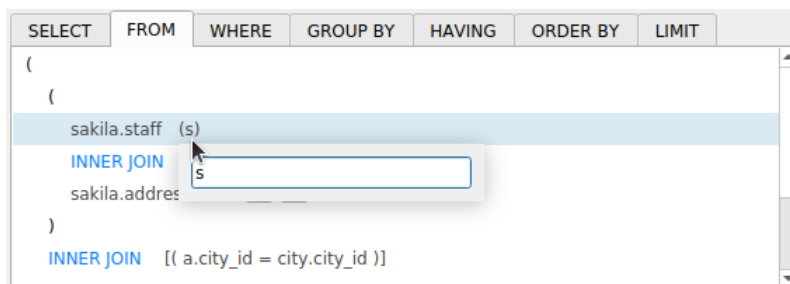 SELECT FROM WHERE GROUP BY HAVING ORDER BY LIMIT
(
(
sakila.staff (s)
INNER JOIN
s
sakila.addres
)
INNER JOIN [( a.city_id = city.city_id )]